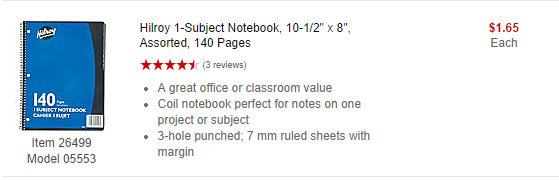 Hilroy
140 Pages
1 SUBJECT NOTEBOOK
CAHIER 1 SUJET
Item 26499
Model 05553
Hilroy 1-Subject Notebook, 10-1/2" x 8",
Assorted, 140 Pages
(3 reviews)
• A great office or classroom value
• Coil notebook perfect for notes on one
project or subject
• 3-hole punched; 7 mm ruled sheets with
margin
$1.65
Each